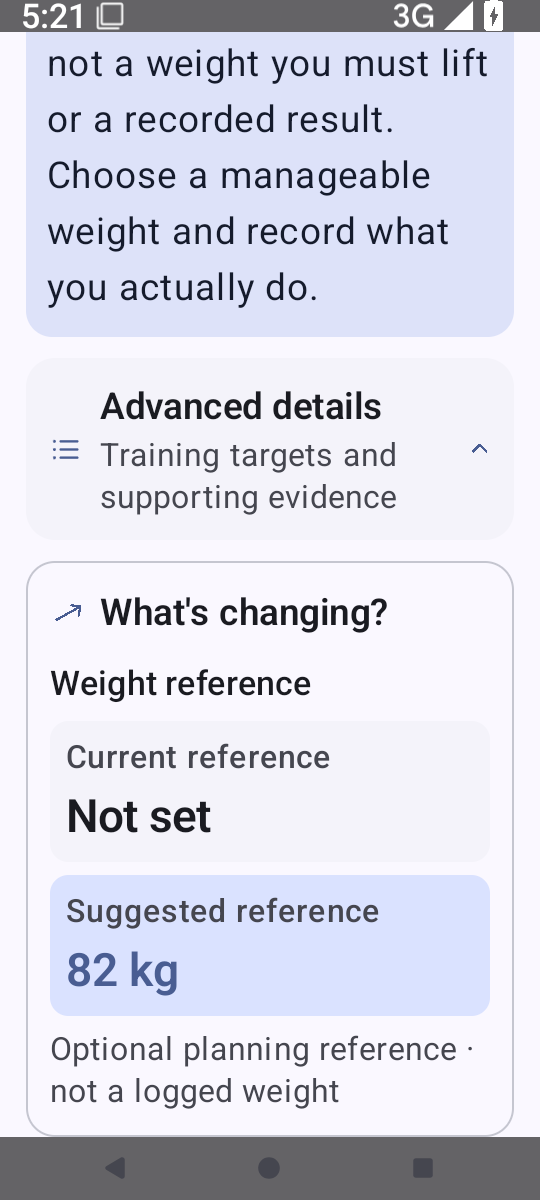 5:21
3G
not a weight you must lift
or a recorded result.
Choose a manageable
weight and record what
you actually do.
Advanced details
Training targets and
supporting evidence
What's changing?
Weight reference
Current reference
Not set
Suggested reference
82 kg
Optional planning reference ·
not a logged weight